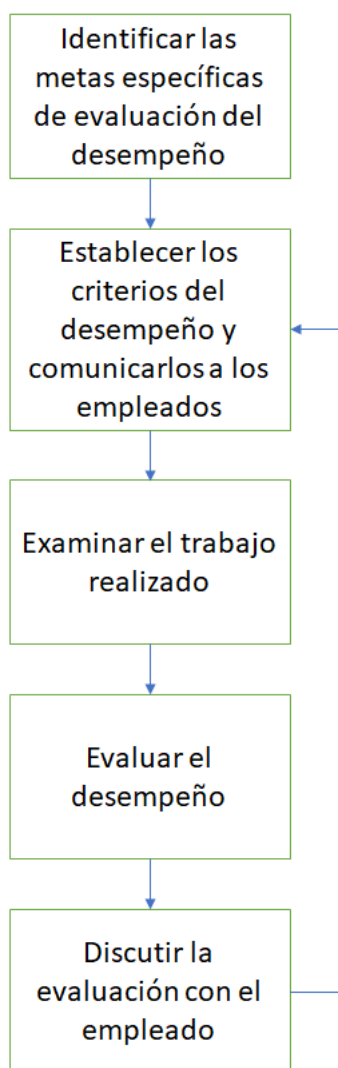 Identificar las
metas específicas
de evaluación del
desempeño
Establecer los
criterios del
desempeño y
comunicarlos a los
empleados
Examinar el trabajo
realizado
Evaluar el
desempeño
Discutir la
evaluación con el
empleado